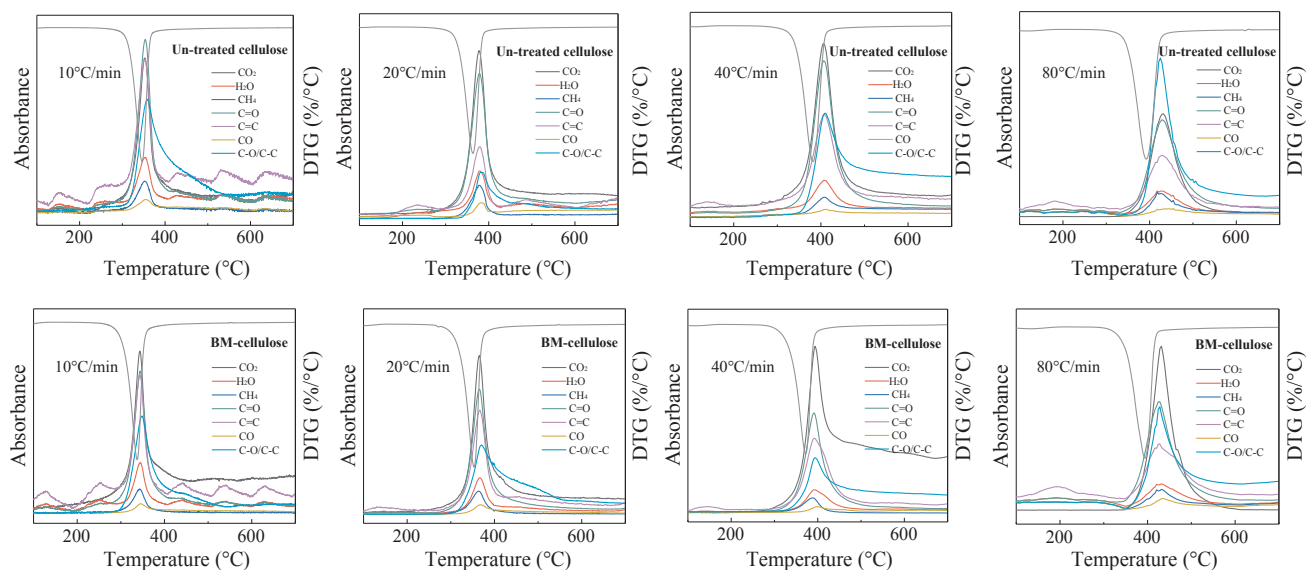 Absorbance
Un-treated cellulose
10°C/min
CO₂
H₂O
CH₄
C=O
C=C
CO
C-O/C-C
DTG (%/°C)
200 400 600
Temperature (°C)
Absorbance
Un-treated cellulose
20°C/min
CO₂
H₂O
CH₄
C=O
C=C
CO
C-O/C-C
DTG (%/°C)
200 400 600
Temperature (°C)
Absorbance
Un-treated cellulose
40°C/min
CO₂
H₂O
CH₄
C=O
C=C
CO
C-O/C-C
DTG (%/°C)
200 400 600
Temperature (°C)
Absorbance
Un-treated cellulose
80°C/min
CO₂
H₂O
CH₄
C=O
C=C
CO
C-O/C-C
DTG (%/°C)
200 400 600
Temperature (°C)
Absorbance
BM-cellulose
10°C/min
CO₂
H₂O
CH₄
C=O
C=C
CO
C-O/C-C
DTG (%/°C)
200 400 600
Temperature (°C)
Absorbance
BM-cellulose
20°C/min
CO₂
H₂O
CH₄
C=O
C=C
CO
C-O/C-C
DTG (%/°C)
200 400 600
Temperature (°C)
Absorbance
BM-cellulose
40°C/min
CO₂
H₂O
CH₄
C=O
C=C
CO
C-O/C-C
DTG (%/°C)
200 400 600
Temperature (°C)
Absorbance
BM-cellulose
80°C/min
CO₂
H₂O
CH₄
C=O
C=C
CO
C-O/C-C
DTG (%/°C)
200 400 600
Temperature (°C)